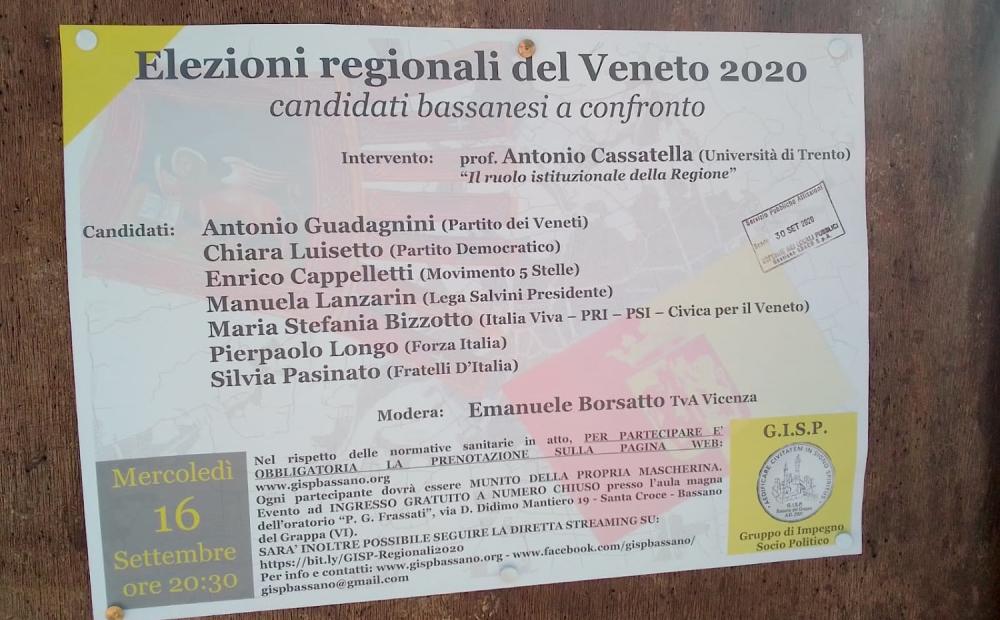 Elezioni regionali del Veneto 2020
candidati bassanesi a confronto
Intervento: prof. Antonio Cassatella (Università di Trento)
“Il ruolo istituzionale della Regione”
Candidati: Antonio Guadagnini (Partito dei Veneti)
Chiara Luisetto (Partito Democratico)
Enrico Cappelletti (Movimento 5 Stelle)
Manuela Lanzarin (Lega Salvini Presidente)
Maria Stefania Bizzotto (Italia Viva – PRI – PSI – Civica per il Veneto)
Pierpaolo Longo (Forza Italia)
Silvia Pasinato (Fratelli D’Italia)
Modera: Emanuele Borsatto TvA Vicenza
Servizio Pubbliche Affissioni
30 SET 2020
Mercoledì
16
Settembre
ore 20:30
Nel rispetto delle normative sanitarie in atto, PER PARTECIPARE E'
OBBLIGATORIA LA PRENOTAZIONE SULLA PAGINA WEB:
www.gispbassano.org
Ogni partecipante dovrà essere MUNITO DELLA PROPRIA MASCHERINA.
Evento ad INGRESSO GRATUITO A NUMERO CHIUSO presso l’aula magna
dell’oratorio “P. G. Frassati”, via D. Didimo Mantiero 19 - Santa Croce - Bassano
del Grappa (VI).
SARA’ INOLTRE POSSIBILE SEGUIRE LA DIRETTA STREAMING SU:
https://bit.ly/GISP-Regionali2020
Per info e contatti: www.gispbassano.org - www.facebook.com/gispbassano/
gispbassano@gmail.com
G.I.S.P.
G.I.S.P.
Gruppo di Impegno
Socio Politico